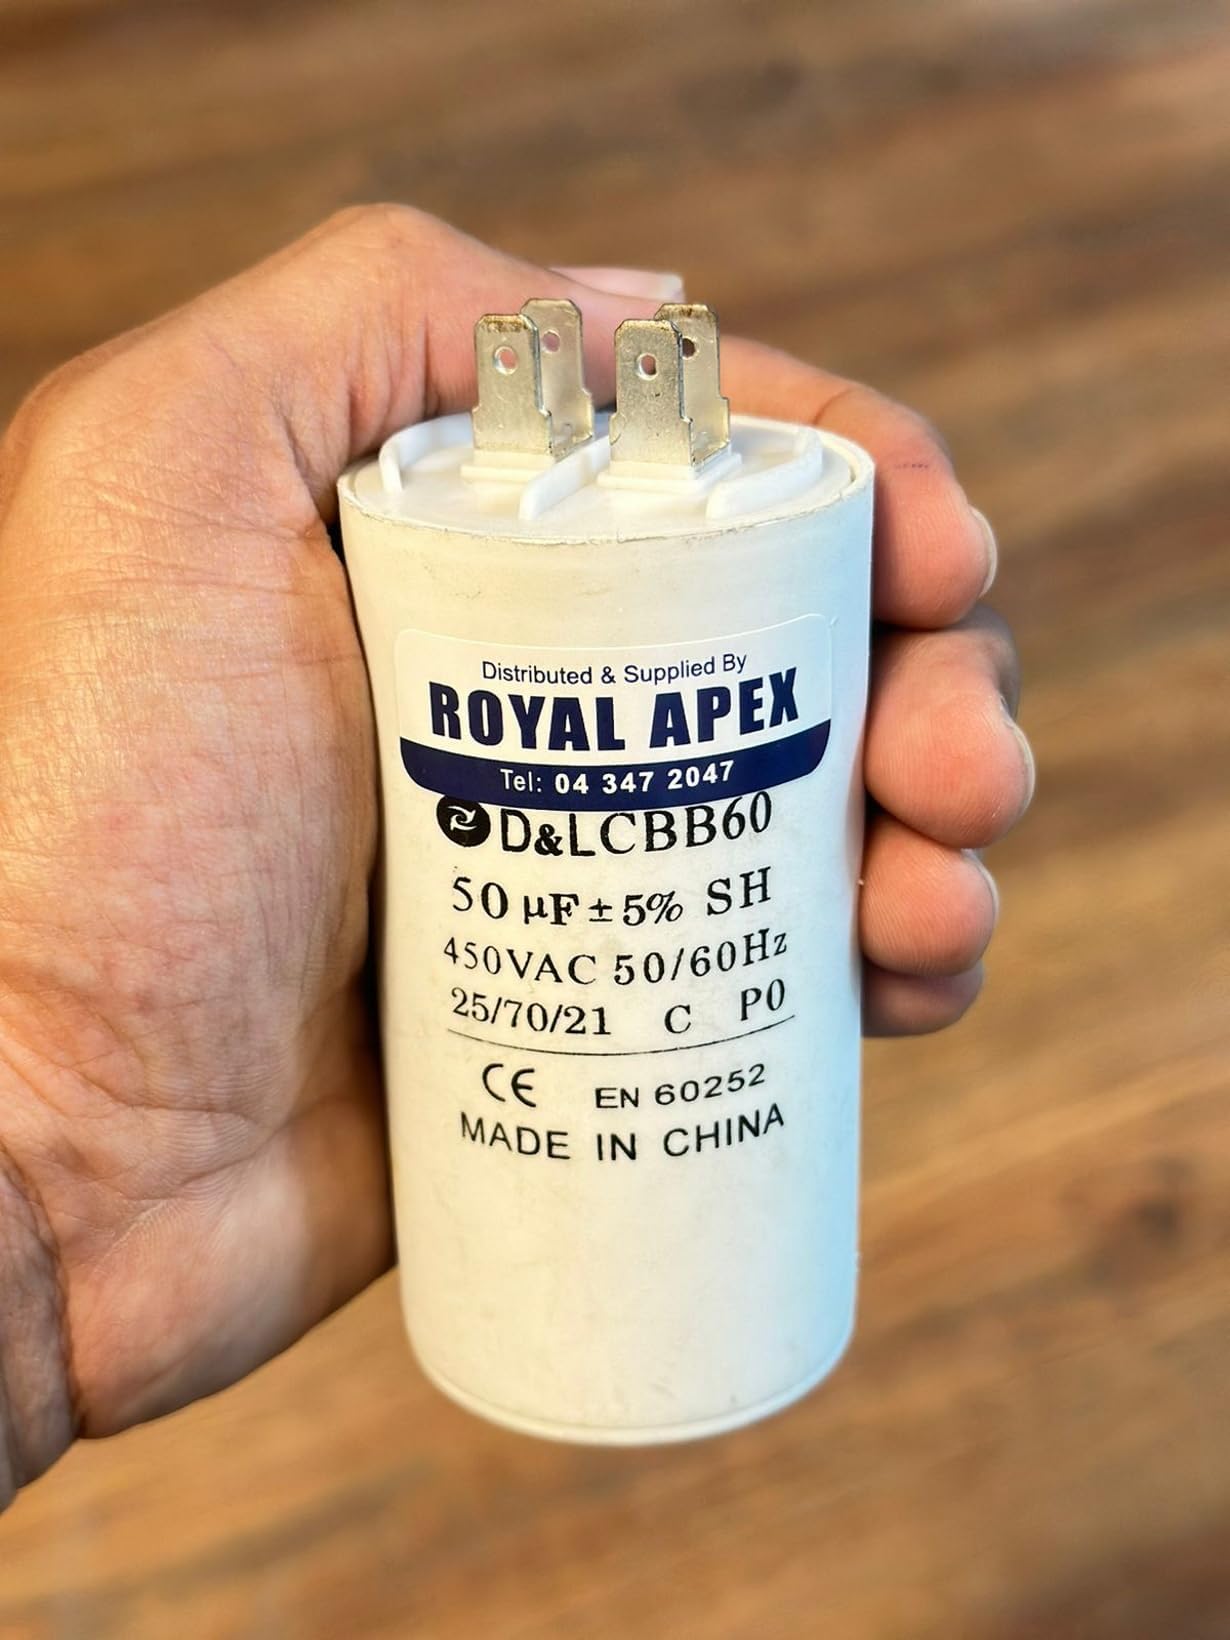 Distributed & Supplied By
ROYAL APEX
Tel: 04 347 2047
D&LCBB60
50 µF ± 5% SH
450VAC 50/60Hz
25/70/21 C P0
CE EN 60252
MADE IN CHINA